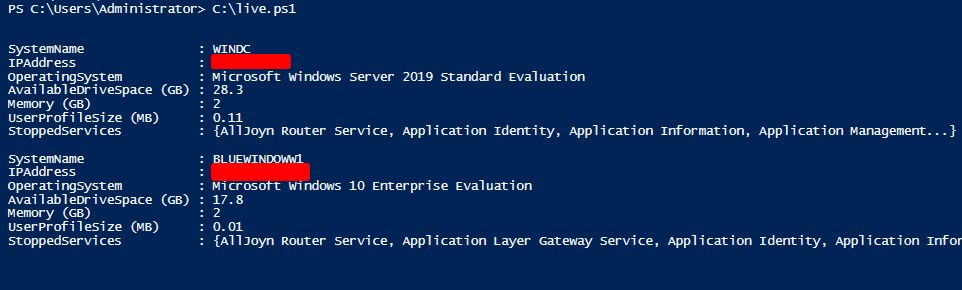 PS C:\Users\Administrator> C:\live.ps1
SystemName : WINDC
IPAddress :
OperatingSystem : Microsoft Windows Server 2019 Standard Evaluation
AvailableDriveSpace (GB) : 28.3
Memory (GB) : 2
UserProfileSize (MB) : 0.11
StoppedServices : {AllJoyn Router Service, Application Identity, Application Information, Application Management...}
SystemName : BLUEWINDOWW1
IPAddress :
OperatingSystem : Microsoft Windows 10 Enterprise Evaluation
AvailableDriveSpace (GB) : 17.8
Memory (GB) : 2
UserProfileSize (MB) : 0.01
StoppedServices : {AllJoyn Router Service, Application Layer Gateway Service, Application Identity, Application Infor